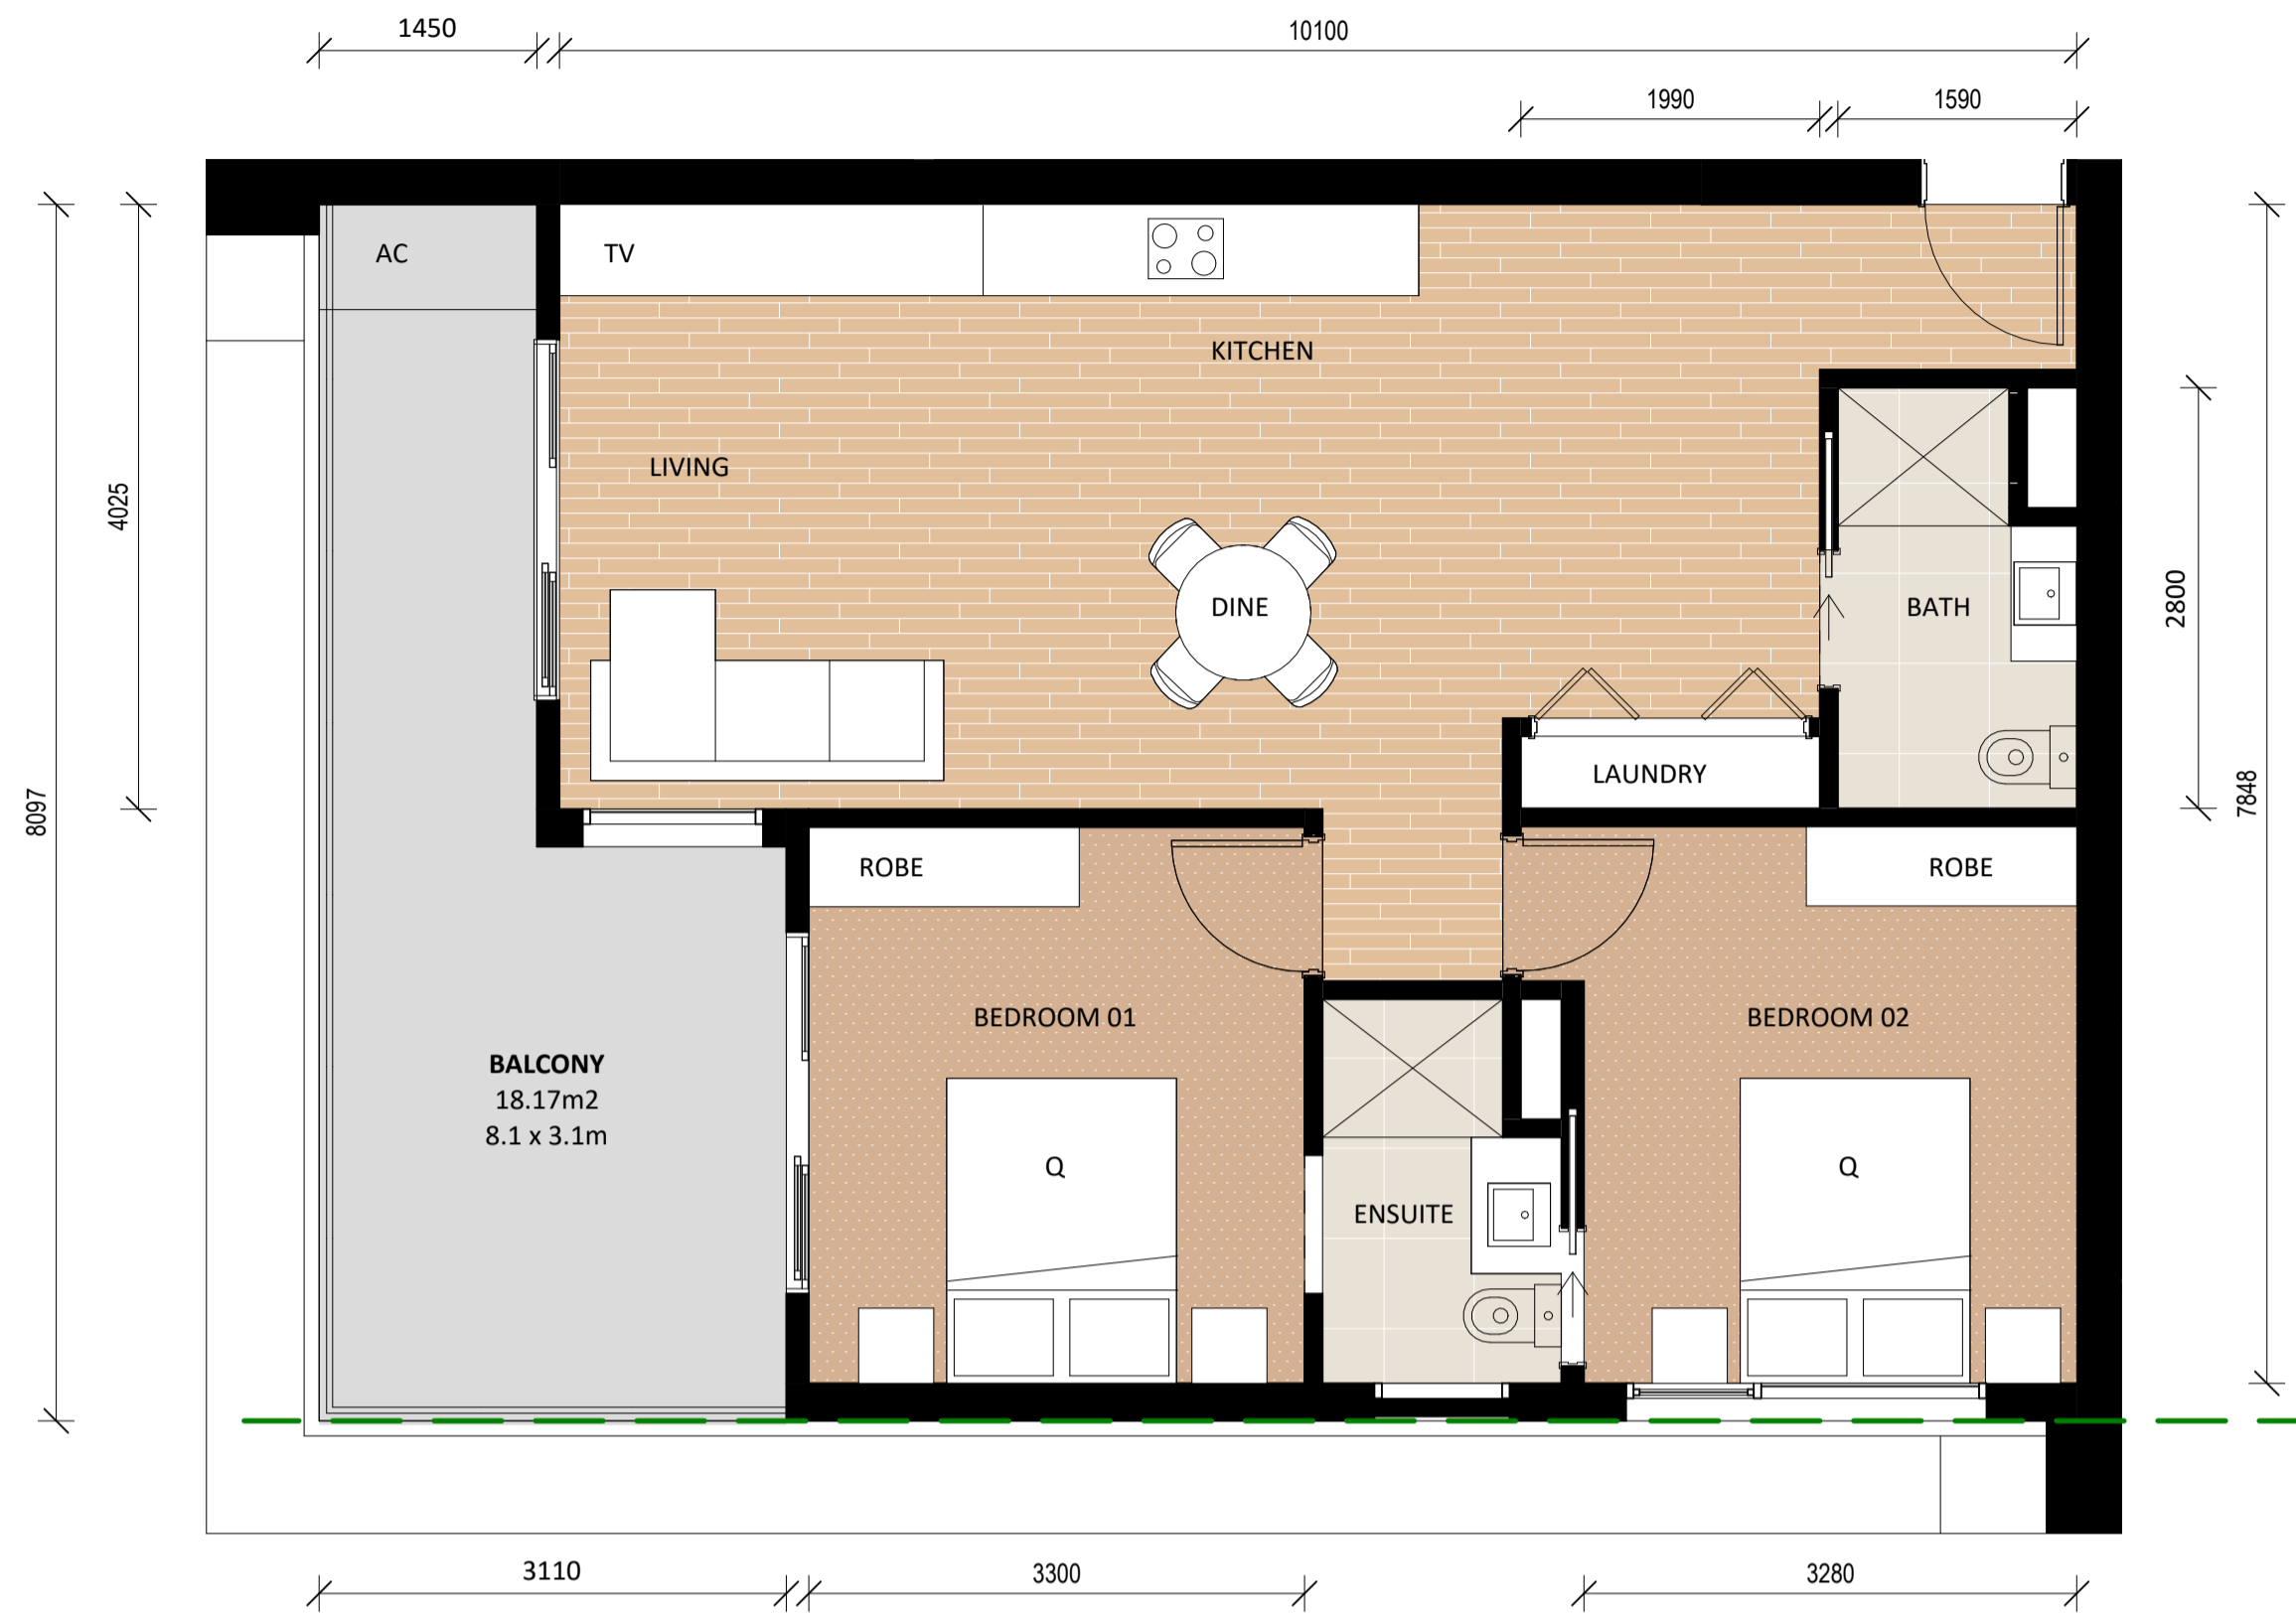 1450
10100
1990
1590
AC
TV
KITCHEN
LIVING
4025
DINE
BATH
2800
LAUNDRY
8097
7848
ROBE
ROBE
BEDROOM 01
BEDROOM 02
BALCONY
18.17m2
8.1 x 3.1m
Q
Q
ENSUITE
3110
3300
3280